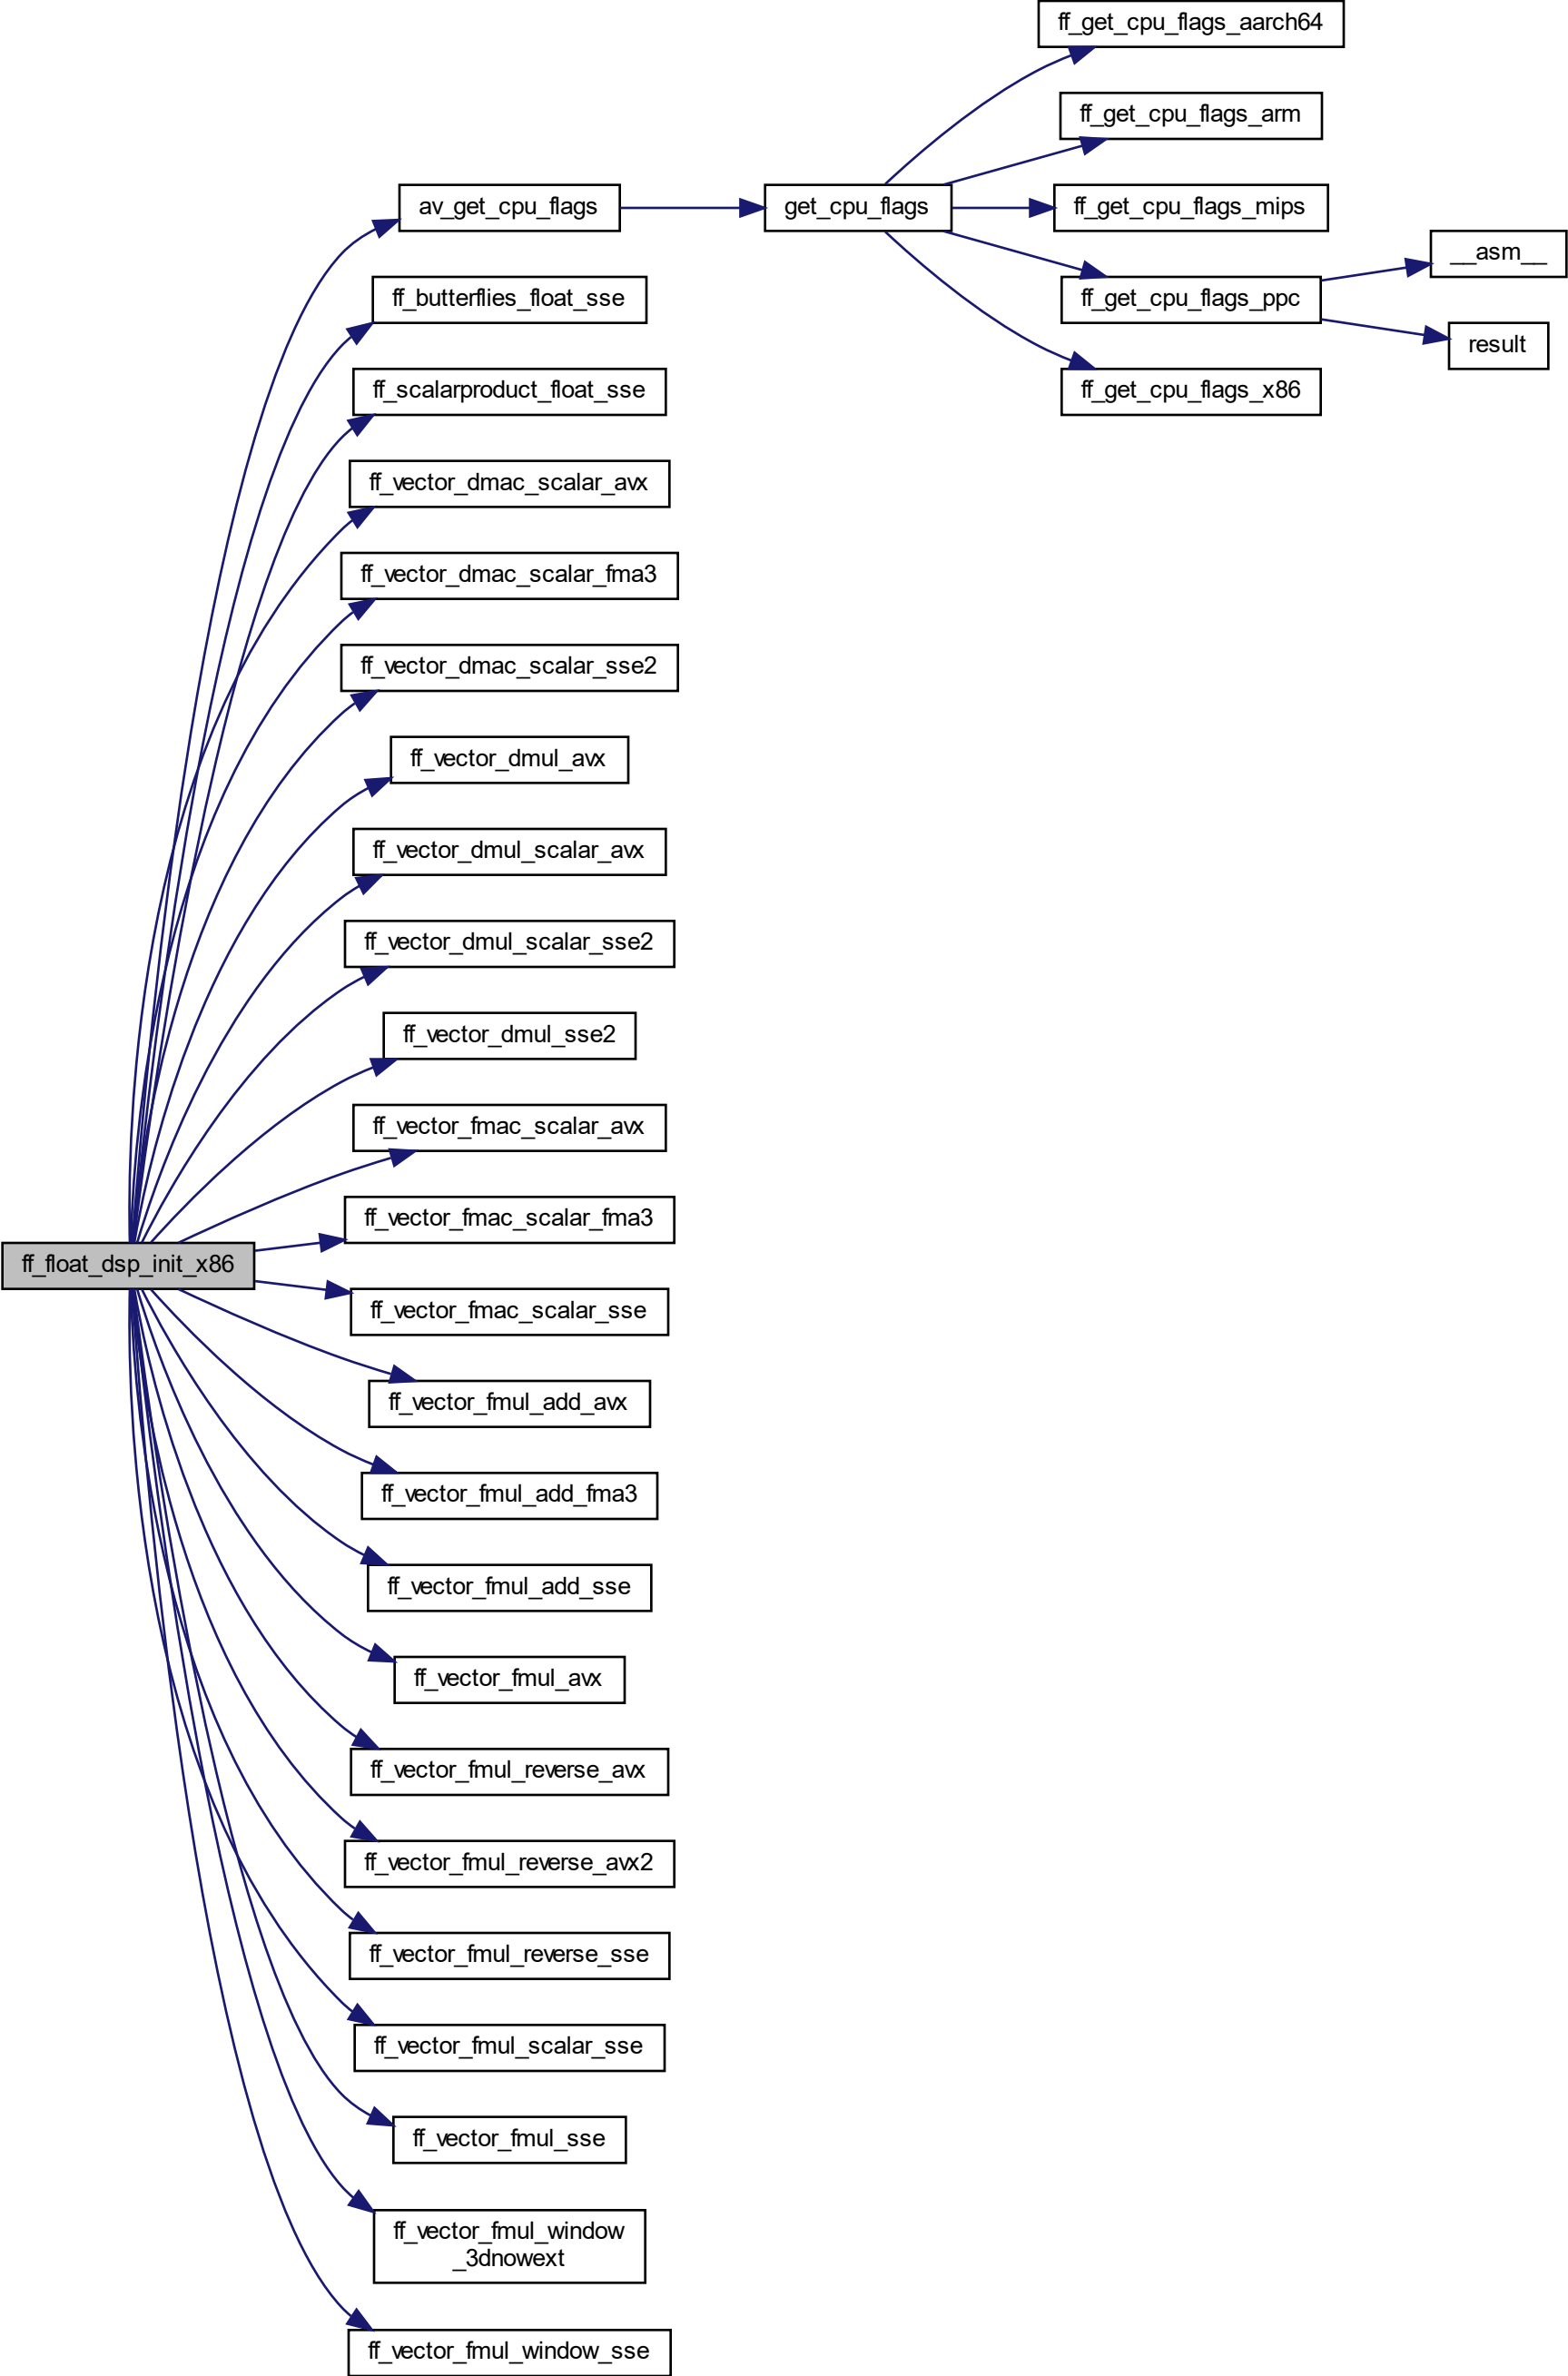 ff_get_cpu_flags_aarch64
ff_get_cpu_flags_arm
av_get_cpu_flags
get_cpu_flags
ff_get_cpu_flags_mips
__asm__
ff_butterflies_float_sse
ff_get_cpu_flags_ppc
result
ff_scalarproduct_float_sse
ff_get_cpu_flags_x86
ff_vector_dmac_scalar_avx
ff_vector_dmac_scalar_fma3
ff_vector_dmac_scalar_sse2
ff_vector_dmul_avx
ff_vector_dmul_scalar_avx
ff_vector_dmul_scalar_sse2
ff_vector_dmul_sse2
ff_vector_fmac_scalar_avx
ff_vector_fmac_scalar_fma3
ff_float_dsp_init_x86
ff_vector_fmac_scalar_sse
ff_vector_fmul_add_avx
ff_vector_fmul_add_fma3
ff_vector_fmul_add_sse
ff_vector_fmul_avx
ff_vector_fmul_reverse_avx
ff_vector_fmul_reverse_avx2
ff_vector_fmul_reverse_sse
ff_vector_fmul_scalar_sse
ff_vector_fmul_sse
ff_vector_fmul_window
_3dnowext
ff_vector_fmul_window_sse